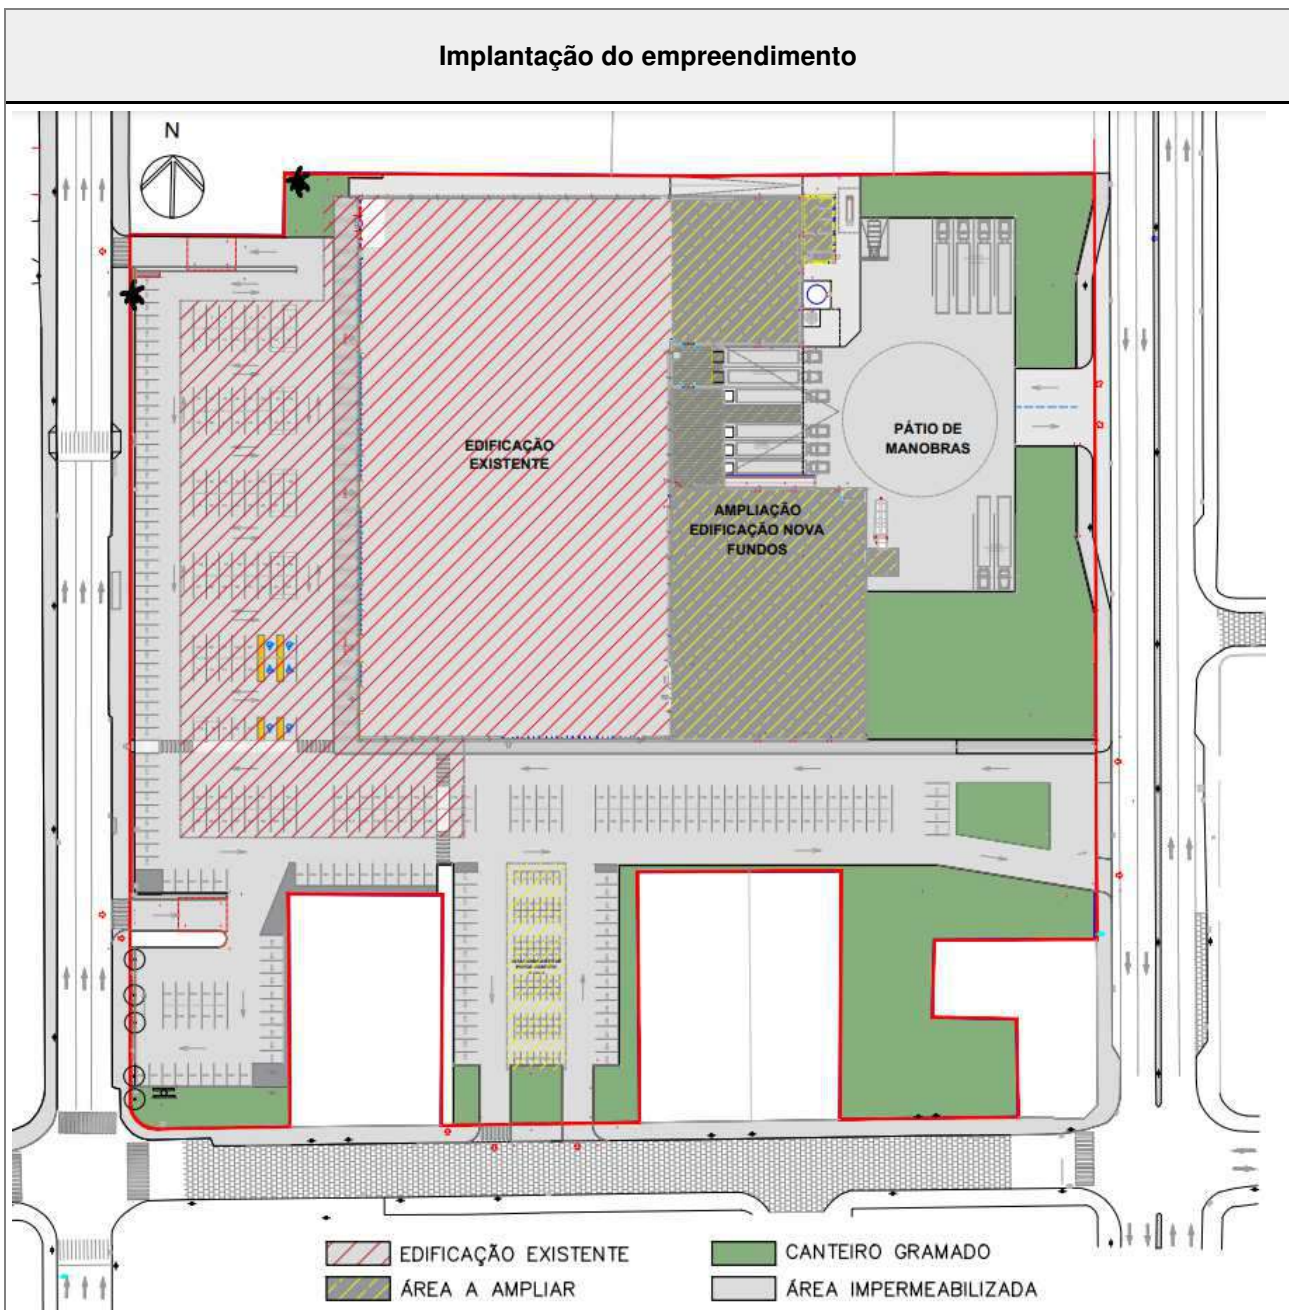 Implantação do empreendimento
N
EDIFICAÇÃO
EXISTENTE
PÁTIO DE
MANOBRAS
AMPLIAÇÃO
EDIFICAÇÃO NOVA
FUNDOS
EDIFICAÇÃO EXISTENTE
CANTEIRO GRAMADO
ÁREA A AMPLIAR
ÁREA IMPERMEABILIZADA